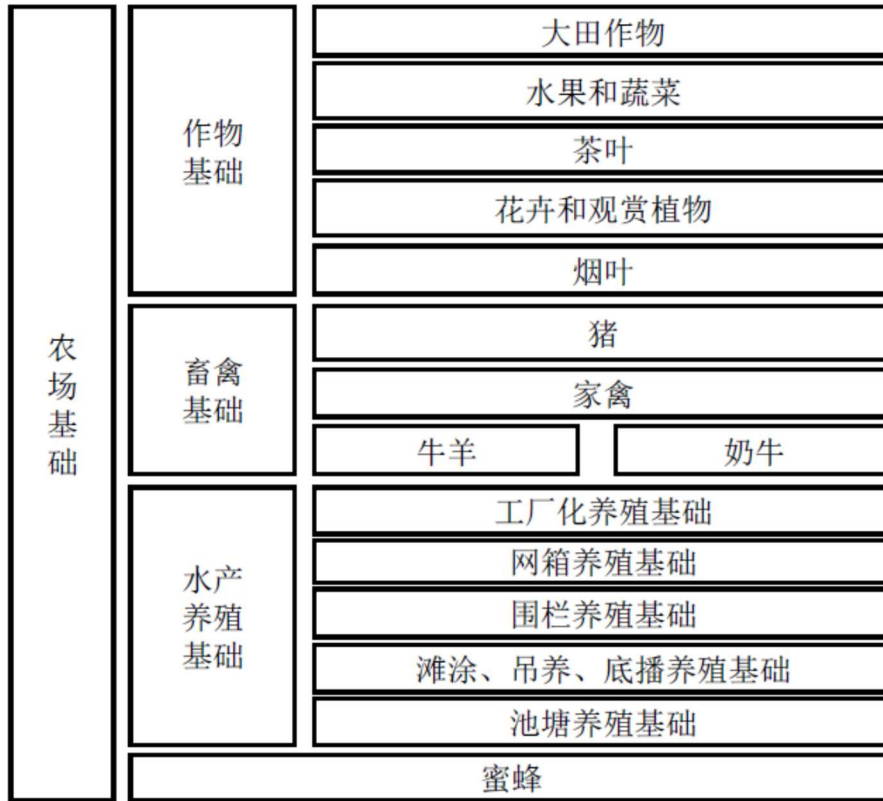 农
场
基
础
作物
基础
大田作物
水果和蔬菜
茶叶
花卉和观赏植物
烟叶
畜禽
基础
猪
家禽
牛羊
奶牛
水产
养殖
基础
工厂化养殖基础
网箱养殖基础
围栏养殖基础
滩涂、吊养、底播养殖基础
池塘养殖基础
蜜蜂